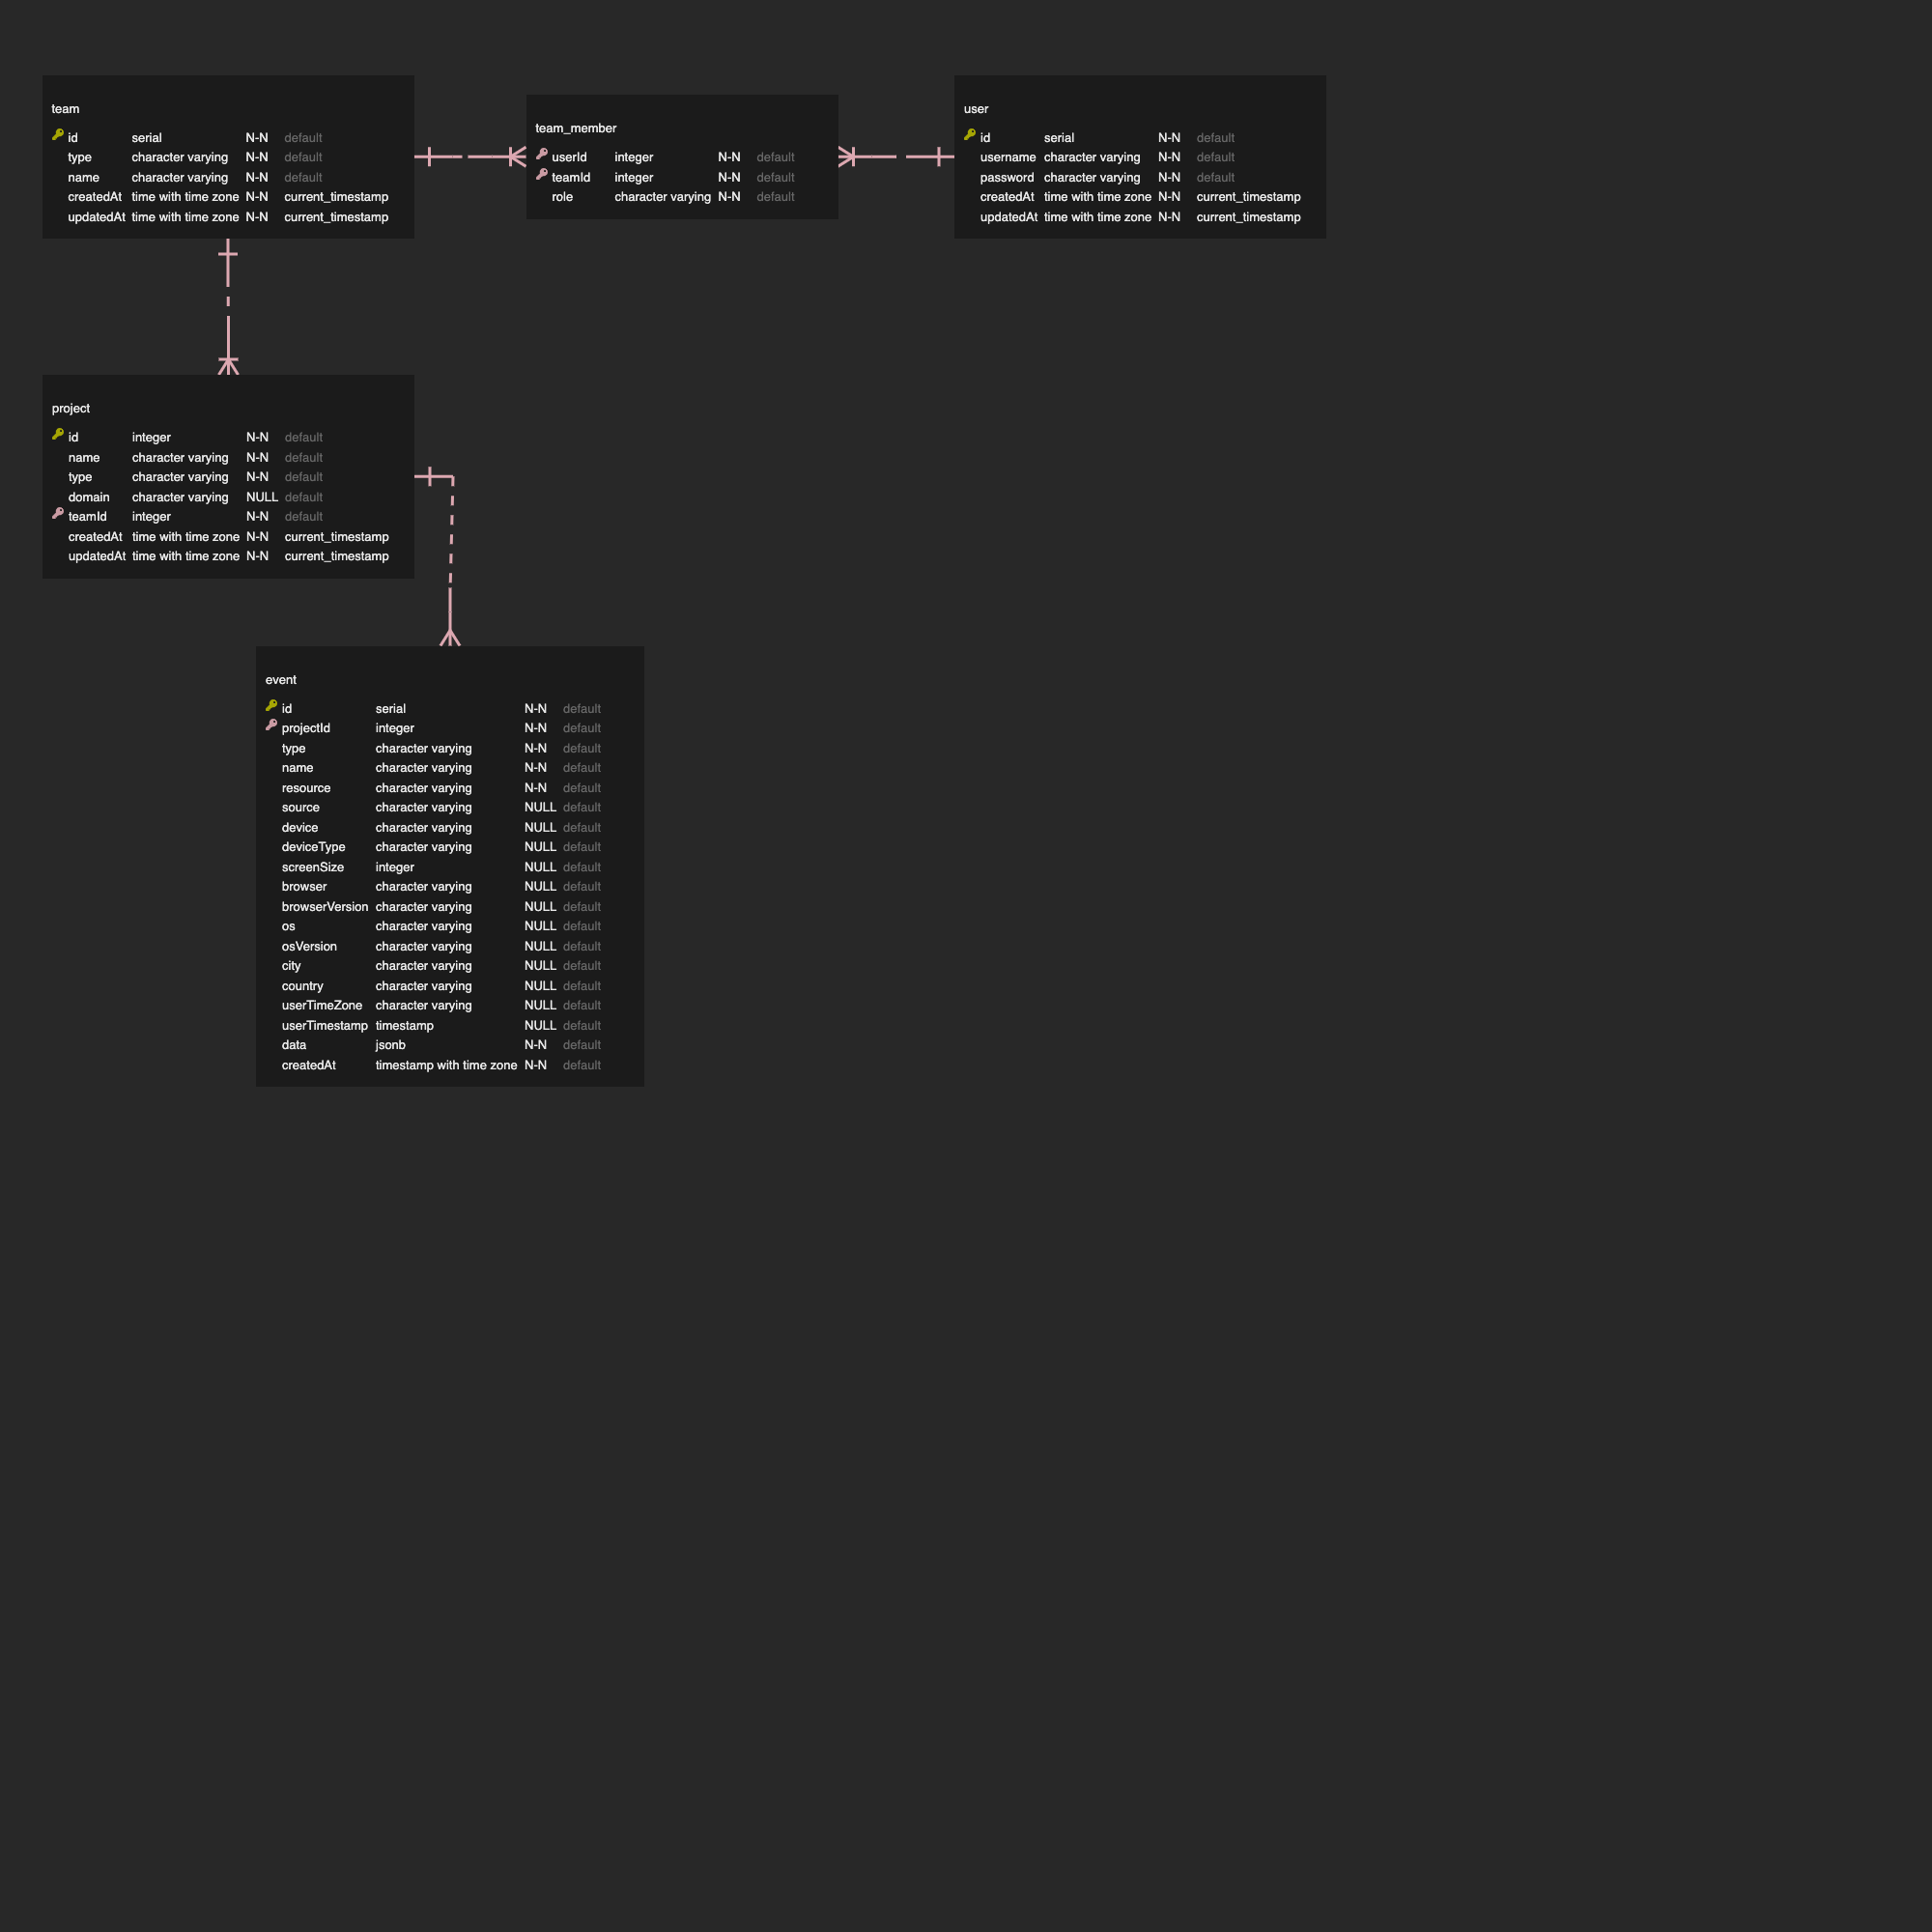 team
id serial N-N default
type character varying N-N default
name character varying N-N default
createdAt time with time zone N-N current_timestamp
updatedAt time with time zone N-N current_timestamp
team_member
userId integer N-N default
teamId integer N-N default
role character varying N-N default
user
id serial N-N default
username character varying N-N default
password character varying N-N default
createdAt time with time zone N-N current_timestamp
updatedAt time with time zone N-N current_timestamp
project
id integer N-N default
name character varying N-N default
type character varying N-N default
domain character varying NULL default
teamId integer N-N default
createdAt time with time zone N-N current_timestamp
updatedAt time with time zone N-N current_timestamp
event
id serial N-N default
projectId integer N-N default
type character varying N-N default
name character varying N-N default
resource character varying N-N default
source character varying NULL default
device character varying NULL default
deviceType character varying NULL default
screenSize integer NULL default
browser character varying NULL default
browserVersion character varying NULL default
os character varying NULL default
osVersion character varying NULL default
city character varying NULL default
country character varying NULL default
userTimeZone character varying NULL default
userTimestamp timestamp NULL default
data jsonb N-N default
createdAt timestamp with time zone N-N default